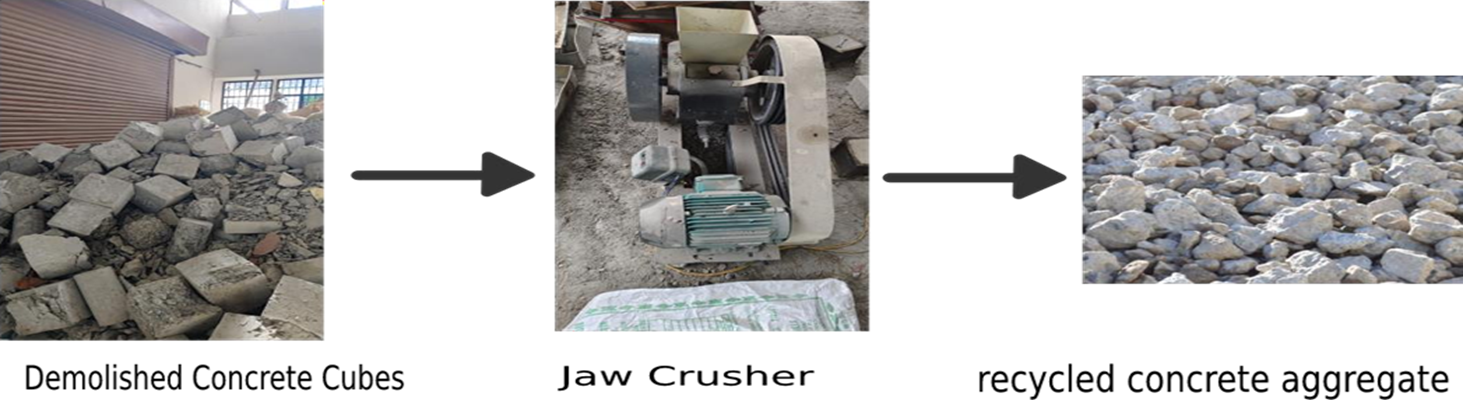 Demolished Concrete Cubes
Jaw Crusher
recycled concrete aggregate